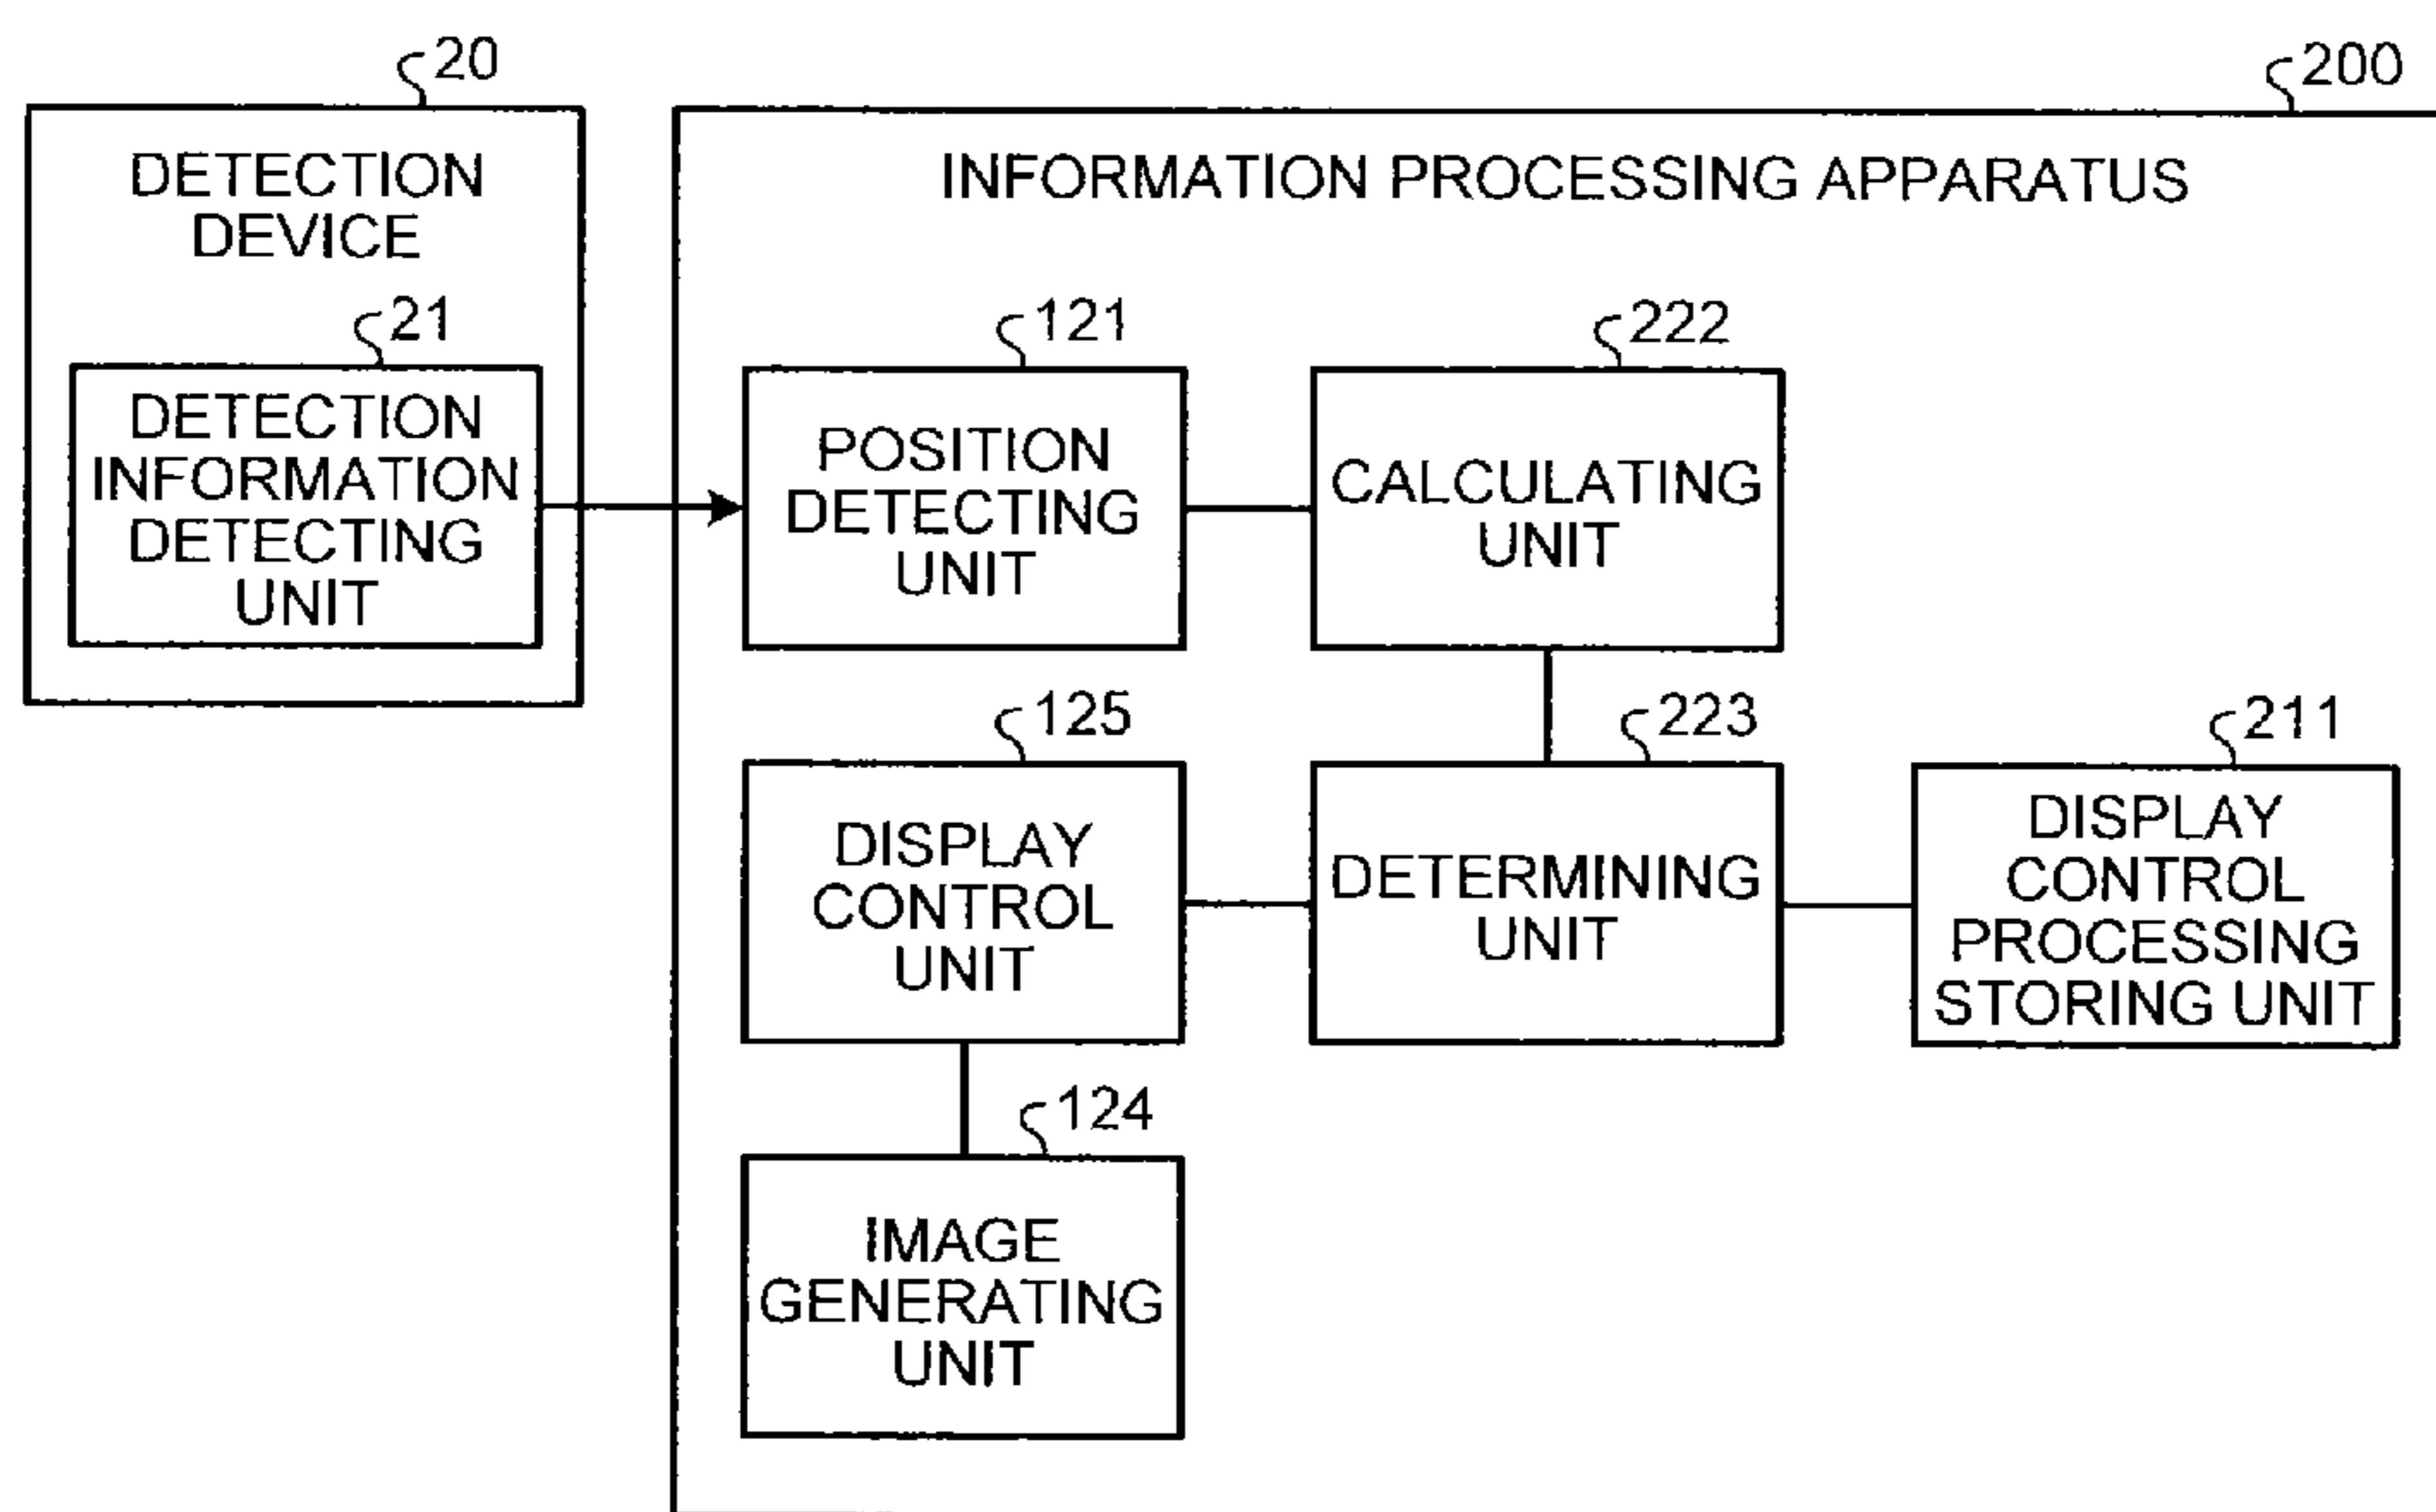 20
DETECTION
DEVICE
21
DETECTION
INFORMATION
DETECTING
UNIT
200
INFORMATION PROCESSING APPARATUS
121
POSITION
DETECTING
UNIT
222
CALCULATING
UNIT
125
DISPLAY
CONTROL
UNIT
223
DETERMINING
UNIT
211
DISPLAY
CONTROL
PROCESSING
STORING UNIT
124
IMAGE
GENERATING
UNIT